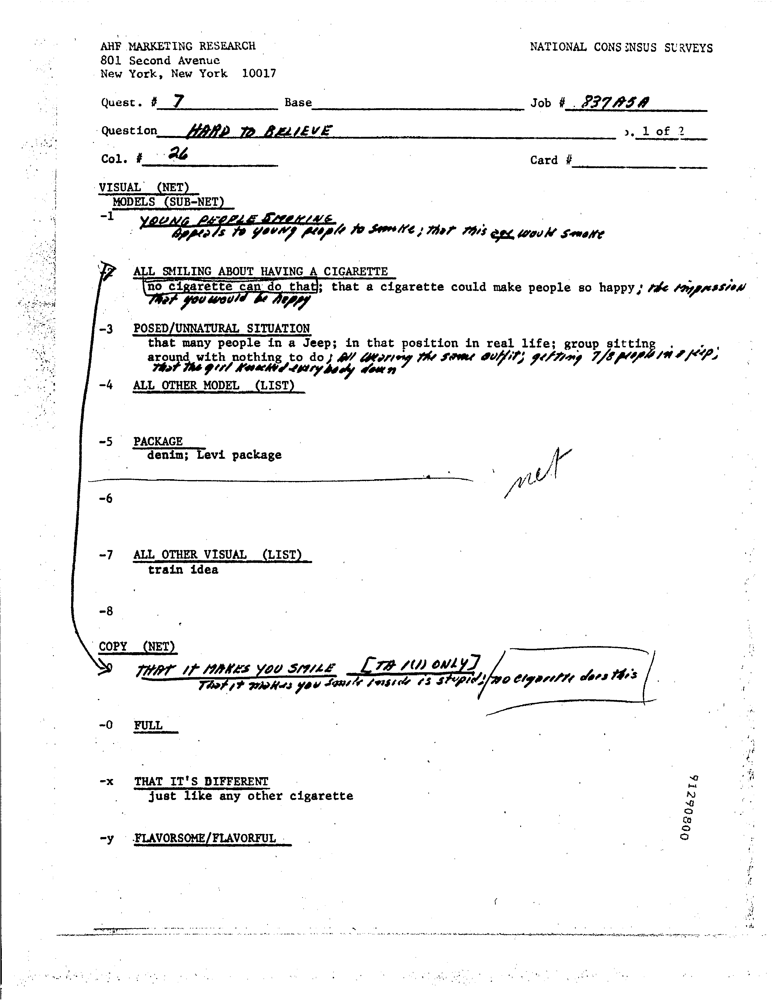 AHF MARKETING RESEARCH
NATIONAL CONSENSUS SURVEYS
801 Second Avenue
New York, New York 10017
Quest. # 7 Base Job # 837A5A
Question HARD TO BELIEVE p. 1 of 2
Col. # 26 Card #
VISUAL (NET)
MODELS (SUB-NET)
-1 YOUNG PEOPLE SMOKING
Appeals to young people to smoke; that this age would smoke
ALL SMILING ABOUT HAVING A CIGARETTE
no cigarette can do that; that a cigarette could make people so happy; the impression
that you would be happy
-3 POSED/UNNATURAL SITUATION
that many people in a Jeep; in that position in real life; group sitting
around with nothing to do; All wearing the same outfit; getting 7/8 people in a jeep;
That the girl knocked everybody down
-4 ALL OTHER MODEL (LIST)
-5 PACKAGE
denim; Levi package
net
-6
-7 ALL OTHER VISUAL (LIST)
train idea
-8
COPY (NET)
THAT IT MAKES YOU SMILE ONLY]
That it makes you smile inside is stupid; no cigarette does this
-0 FULL
-x THAT IT'S DIFFERENT
just like any other cigarette
-y FLAVORSOME/FLAVORFUL
91290800